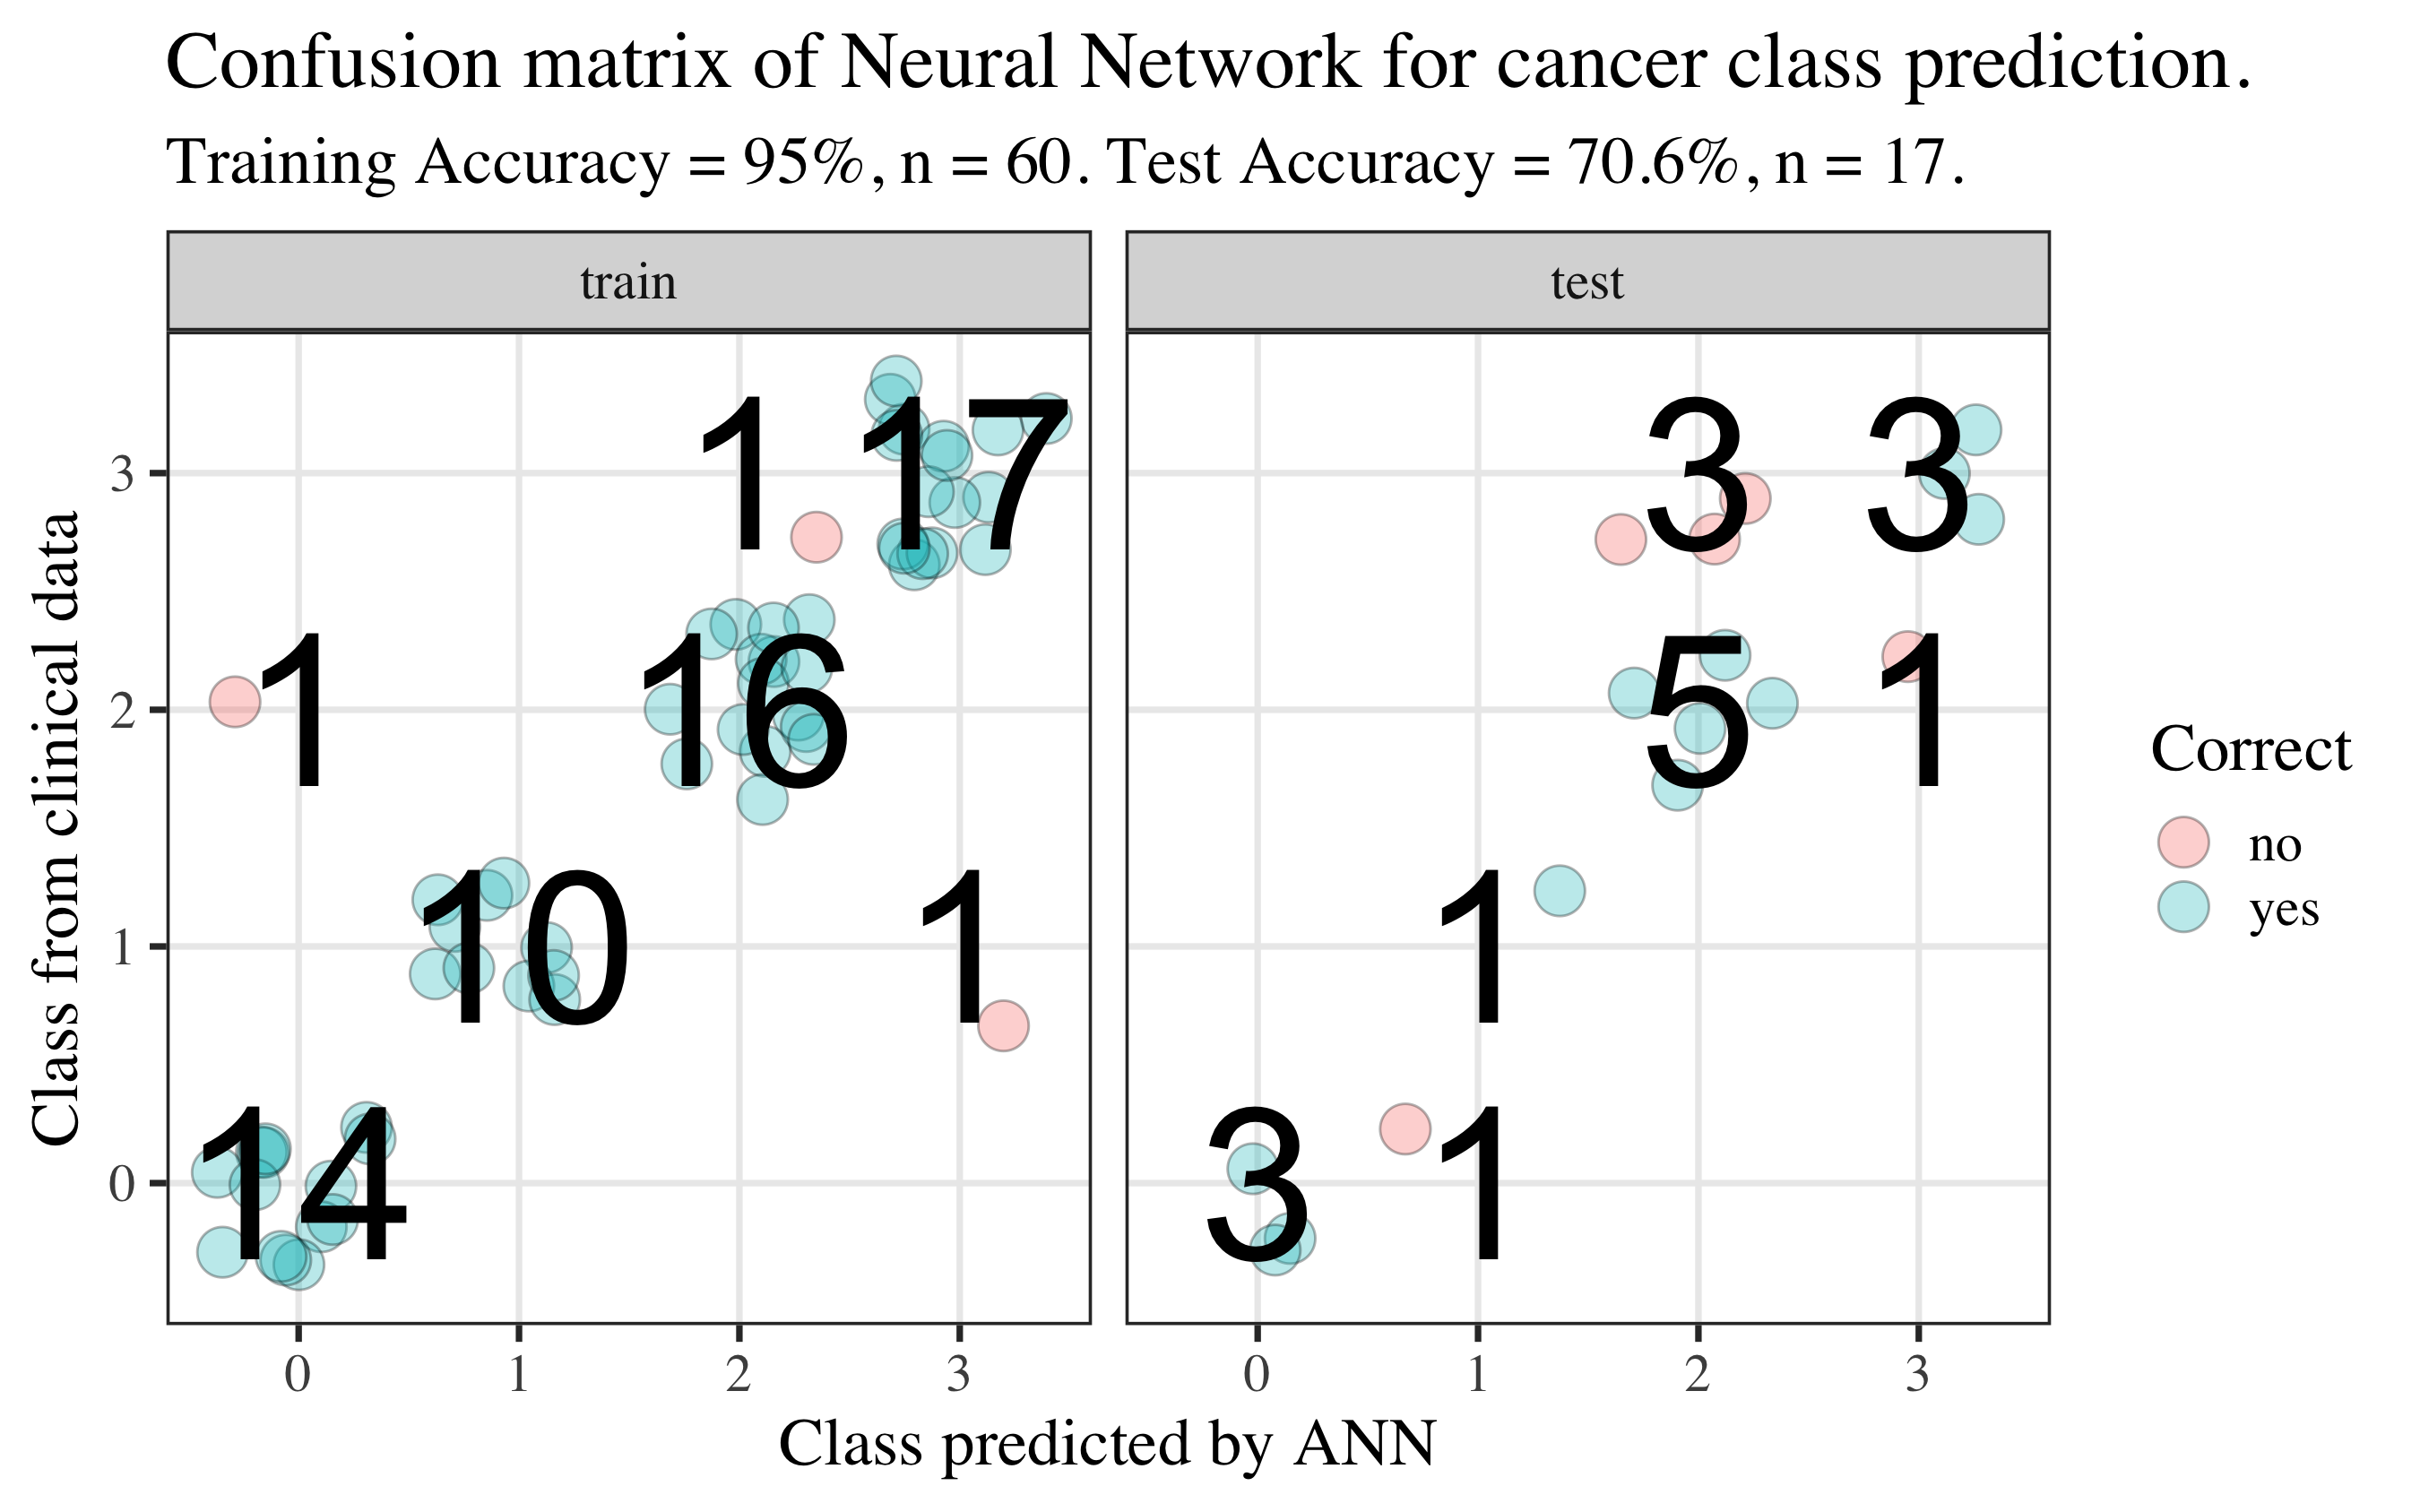 Confusion matrix of Neural Network for cancer class prediction.
Training Accuracy = 95%, n = 60. Test Accuracy = 70.6%, n = 17.
train
test
Class from clinical data
3
2
1
0
1
17
1
16
10
1
14
3
3
5
1
1
3
1
Correct
no
yes
0
1
2
3
0
1
2
3
Class predicted by ANN